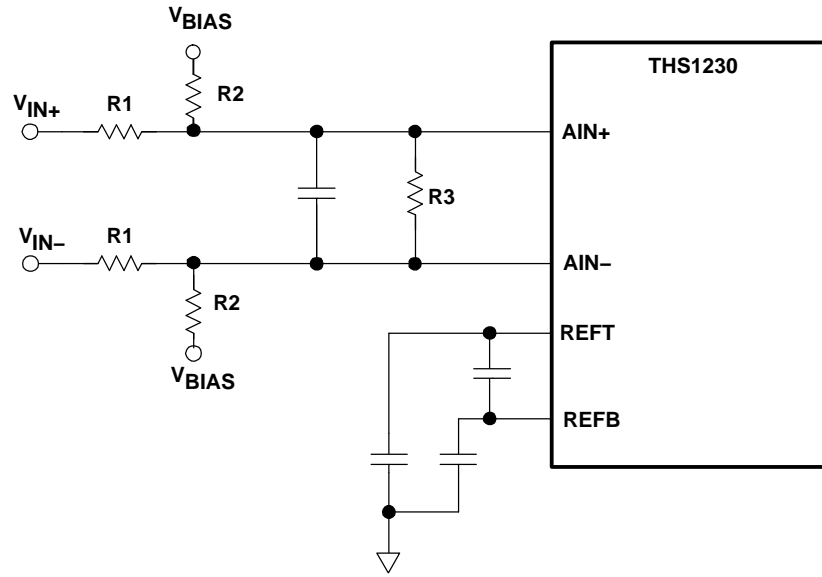 VBIAS
THS1230
R2
R1
VIN+
AIN+
R3
R1
VIN–
AIN–
R2
REFT
VBIAS
REFB